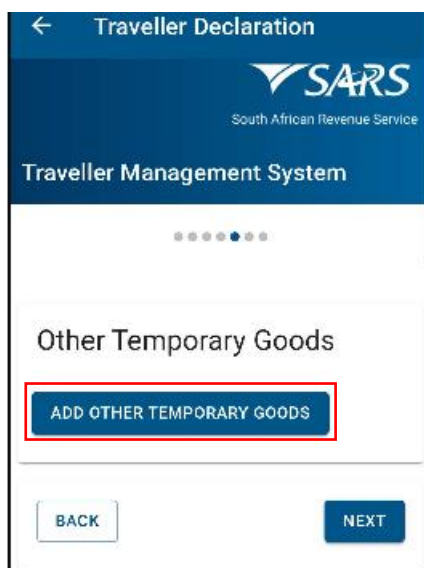 Traveller Declaration
SARS
South African Revenue Service
Traveller Management System
Other Temporary Goods
ADD OTHER TEMPORARY GOODS
BACK
NEXT